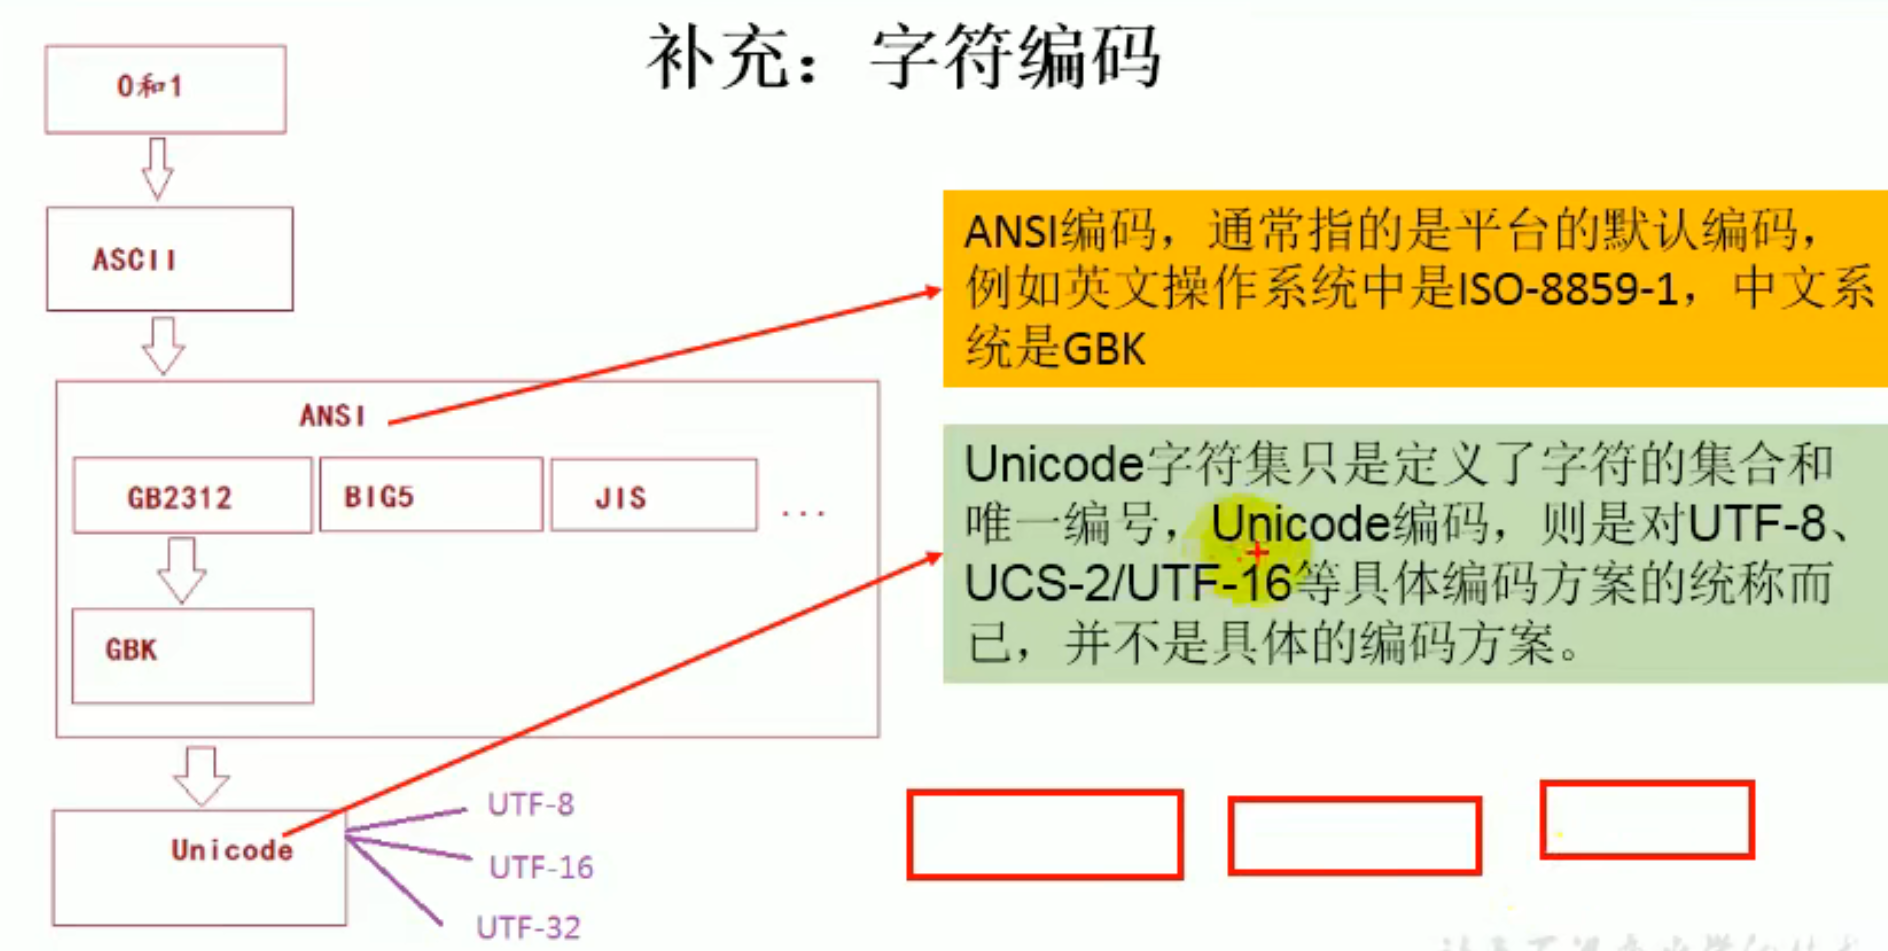 补充：字符编码
0和1
ASCII
ANSI
GB2312
BIG5
JIS
...
GBK
Unicode
UTF-8
UTF-16
UTF-32
ANSI编码，通常指的是平台的默认编码，
例如英文操作系统中是ISO-8859-1，中文系
统是GBK
Unicode字符集只是定义了字符的集合和
唯一编号，Unicode编码，则是对UTF-8、
UCS-2/UTF-16等具体编码方案的统称而
已，并不是具体的编码方案。